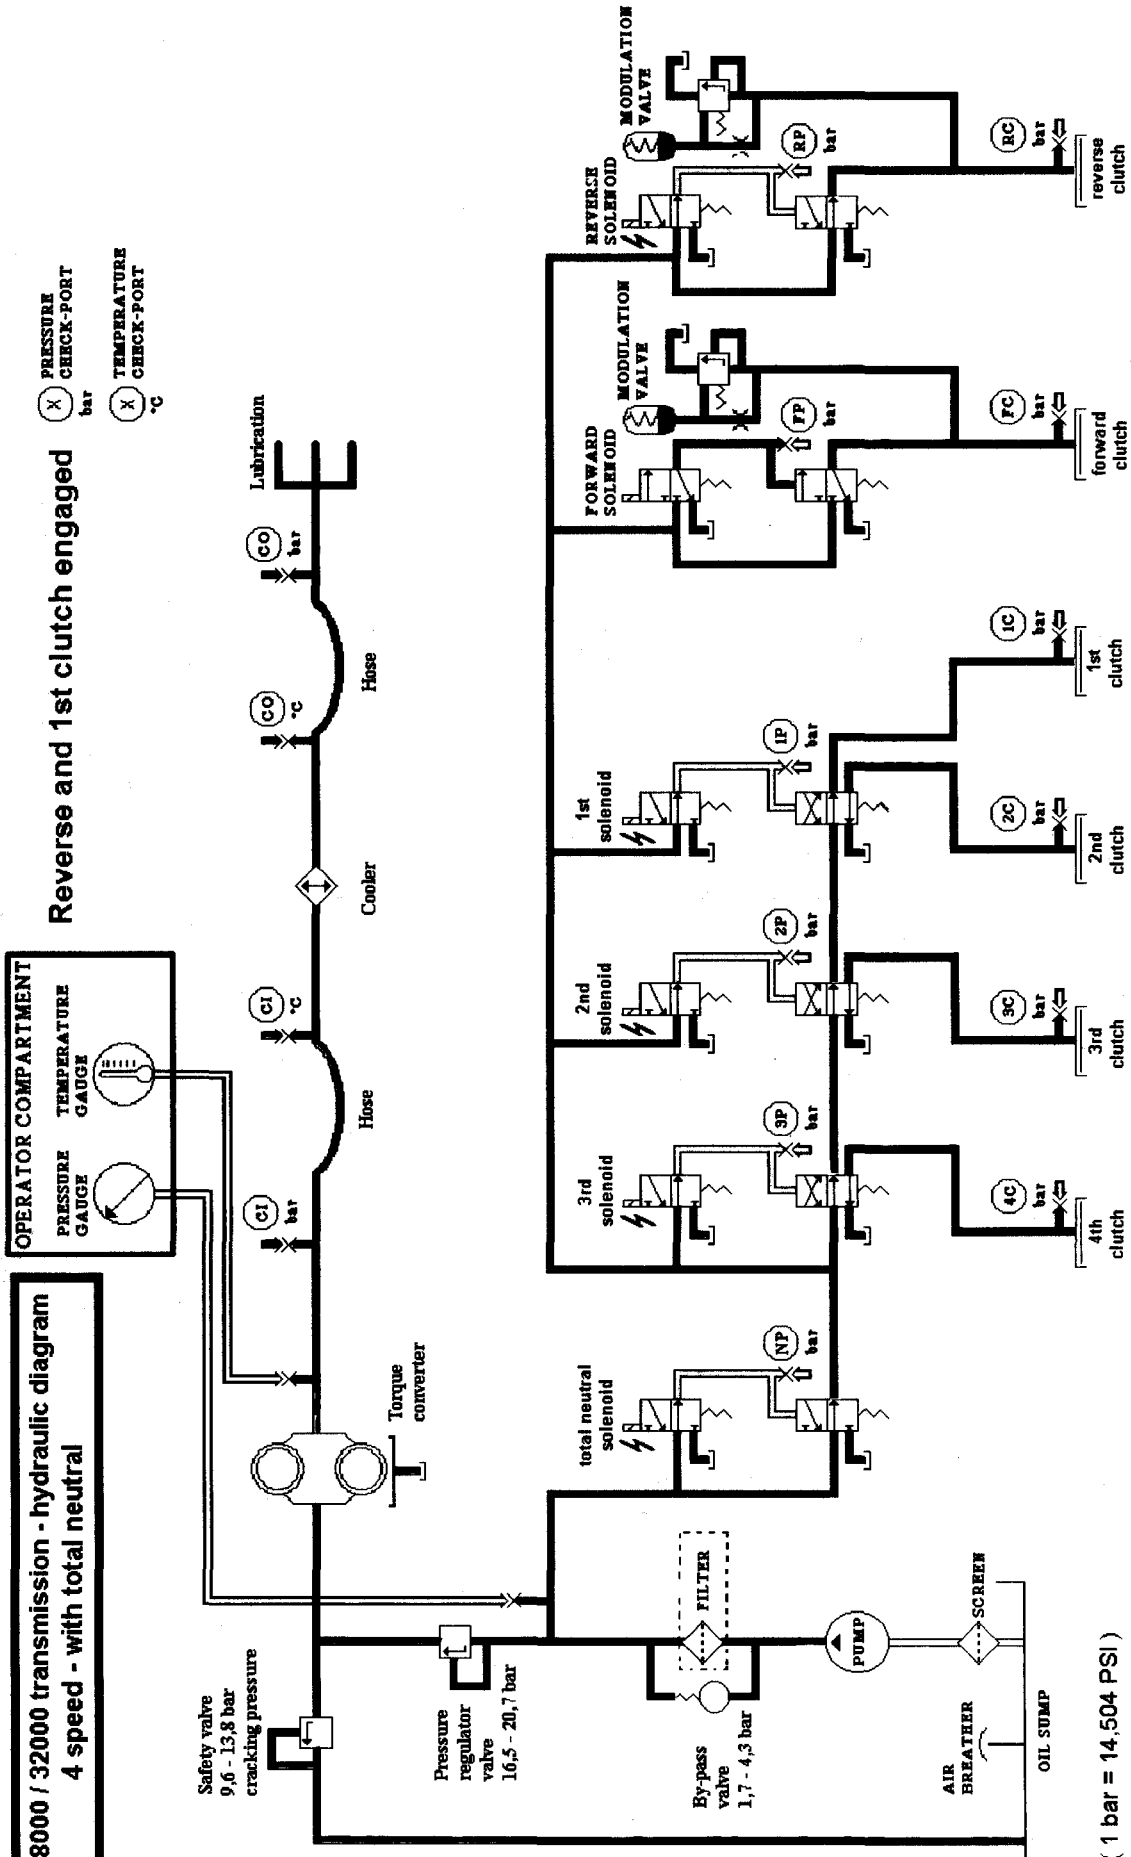 8000 / 32000 transmission - hydraulic diagram
4 speed - with total neutral
OPERATOR COMPARTMENT
PRESSURE
GAUGE
TEMPERATURE
GAUGE
Reverse and 1st clutch engaged
X
PRESSURE
CHECK-PORT
bar
X
TEMPERATURE
CHECK-PORT
°C
Safety valve
9,6 - 13,8 bar
cracking pressure
Torque
converter
CI
bar
Hose
CI
°C
Cooler
CO
°C
Hose
CO
bar
Lubrication
Pressure
regulator
valve
16,5 - 20,7 bar
By-pass
valve
1,7 - 4,3 bar
FILTER
PUMP
SCREEN
AIR
BREATHER
OIL SUMP
total neutral
solenoid
NP
bar
3rd
solenoid
3P
bar
2nd
solenoid
2P
bar
1st
solenoid
1P
bar
FORWARD
SOLENOID
MODULATION
VALVE
FP
bar
REVERSE
SOLENOID
MODULATION
VALVE
RP
bar
4C
bar
4th
clutch
3C
bar
3rd
clutch
2C
bar
2nd
clutch
1C
bar
1st
clutch
FC
bar
forward
clutch
RC
bar
reverse
clutch
( 1 bar = 14,504 PSI )